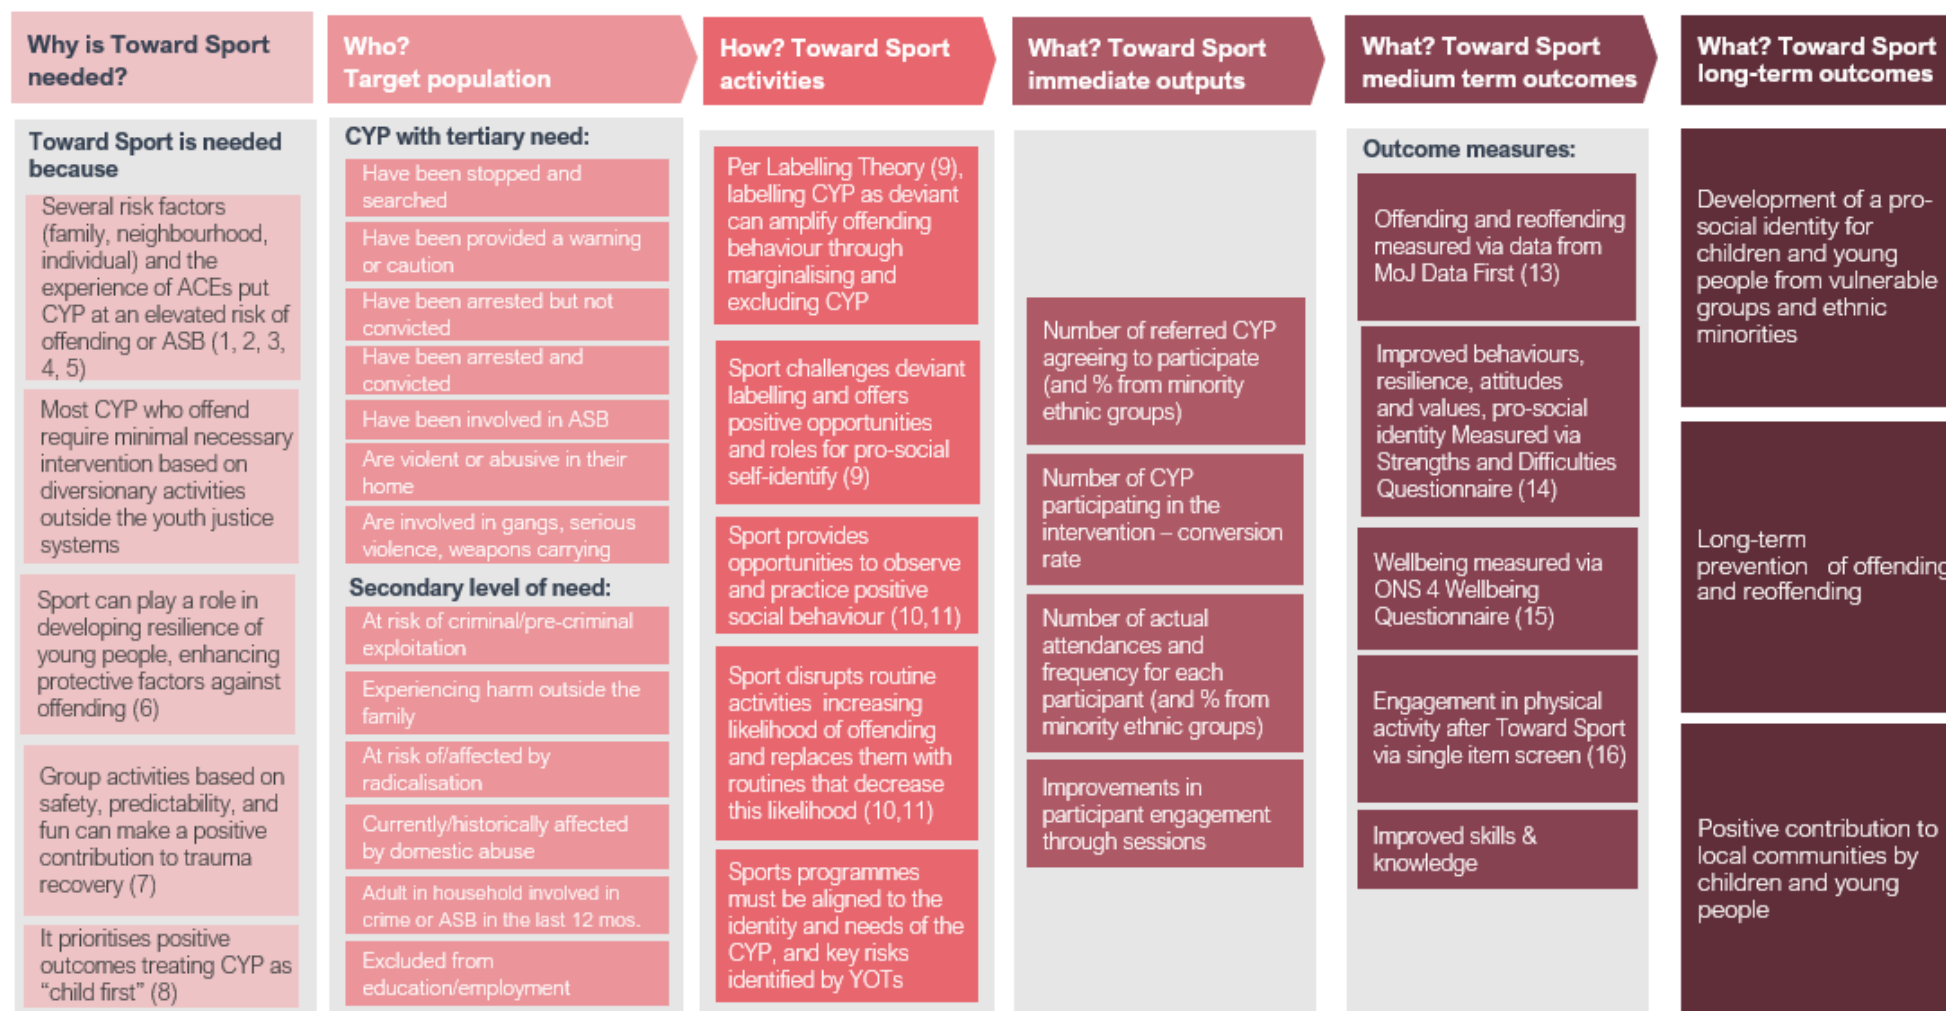 Why is Toward Sport
needed?
Toward Sport is needed
because
Several risk factors
(family, neighbourhood,
individual) and the
experience of ACEs put
CYP at an elevated risk of
offending or ASB (1, 2, 3,
4, 5)
Most CYP who offend
require minimal necessary
intervention based on
diversionary activities
outside the youth justice
systems
Sport can play a role in
developing resilience of
young people, enhancing
protective factors against
offending (6)
Group activities based on
safety, predictability, and
fun can make a positive
contribution to trauma
recovery (7)
It prioritises positive
outcomes treating CYP as
“child first” (8)
Who?
Target population
CYP with tertiary need:
Have been stopped and
searched
Have been provided a warning
or caution
Have been arrested but not
convicted
Have been arrested and
convicted
Have been involved in ASB
Are violent or abusive in their
home
Are involved in gangs, serious
violence, weapons carrying
Secondary level of need:
At risk of criminal/pre-criminal
exploitation
Experiencing harm outside the
family
At risk of/affected by
radicalisation
Currently/historically affected
by domestic abuse
Adult in household involved in
crime or ASB in the last 12 mos.
Excluded from
education/employment
How? Toward Sport
activities
Per Labelling Theory (9),
labelling CYP as deviant
can amplify offending
behaviour through
marginalising and
excluding CYP
Sport challenges deviant
labelling and offers
positive opportunities
and roles for pro-social
self-identify (9)
Sport provides
opportunities to observe
and practice positive
social behaviour (10,11)
Sport disrupts routine
activities increasing
likelihood of offending
and replaces them with
routines that decrease
this likelihood (10,11)
Sports programmes
must be aligned to the
identity and needs of the
CYP, and key risks
identified by YOTs
What? Toward Sport
immediate outputs
Number of referred CYP
agreeing to participate
(and % from minority
ethnic groups)
Number of CYP
participating in the
intervention – conversion
rate
Number of actual
attendances and
frequency for each
participant (and % from
minority ethnic groups)
Improvements in
participant engagement
through sessions
What? Toward Sport
medium term outcomes
Outcome measures:
Offending and reoffending
measured via data from
MoJ Data First (13)
Improved behaviours,
resilience, attitudes
and values, pro-social
identity Measured via
Strengths and Difficulties
Questionnaire (14)
Wellbeing measured via
ONS 4 Wellbeing
Questionnaire (15)
Engagement in physical
activity after Toward Sport
via single item screen (16)
Improved skills &
knowledge
What? Toward Sport
long-term outcomes
Development of a pro-
social identity for
children and young
people from vulnerable
groups and ethnic
minorities
Long-term
prevention of offending
and reoffending
Positive contribution to
local communities by
children and young
people